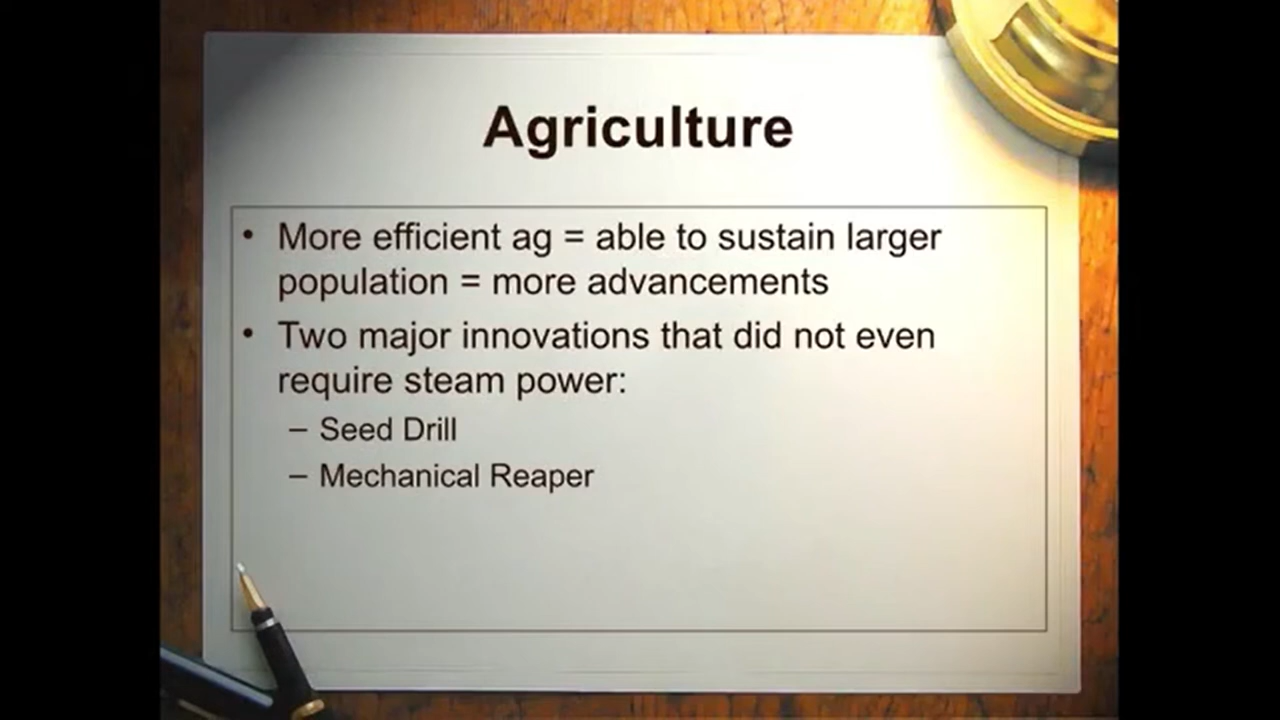 Agriculture
• More efficient ag = able to sustain larger
population = more advancements
• Two major innovations that did not even
require steam power:
– Seed Drill
– Mechanical Reaper